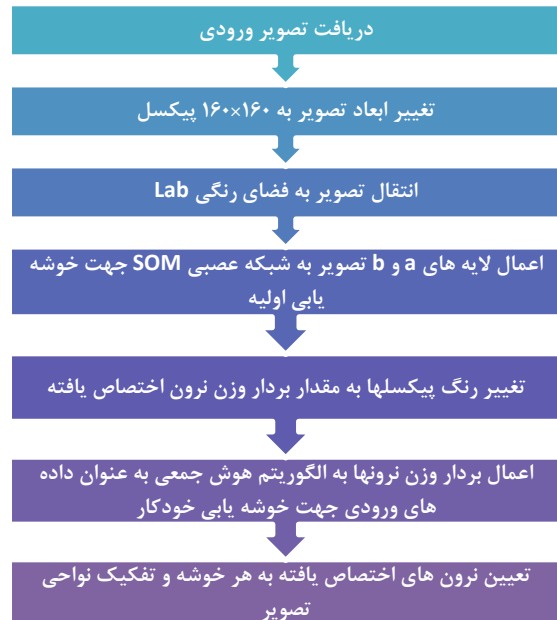 دریافت تصویر ورودی
تغییر ابعاد تصویر به ۱۶۰×۱۶۰ پیکسل
انتقال تصویر به فضای رنگی Lab
اعمال لایه های a و b تصویر به شبکه عصبی SOM جهت خوشه
یابی اولیه
تغییر رنگ پیکسلها به مقدار بردار وزن نرون اختصاص یافته
اعمال بردار وزن نرونها به الگوریتم هوش جمعی به عنوان داده
های ورودی جهت خوشه یابی خودکار
تعیین نرون های اختصاص یافته به هر خوشه و تفکیک نواحی
تصویر